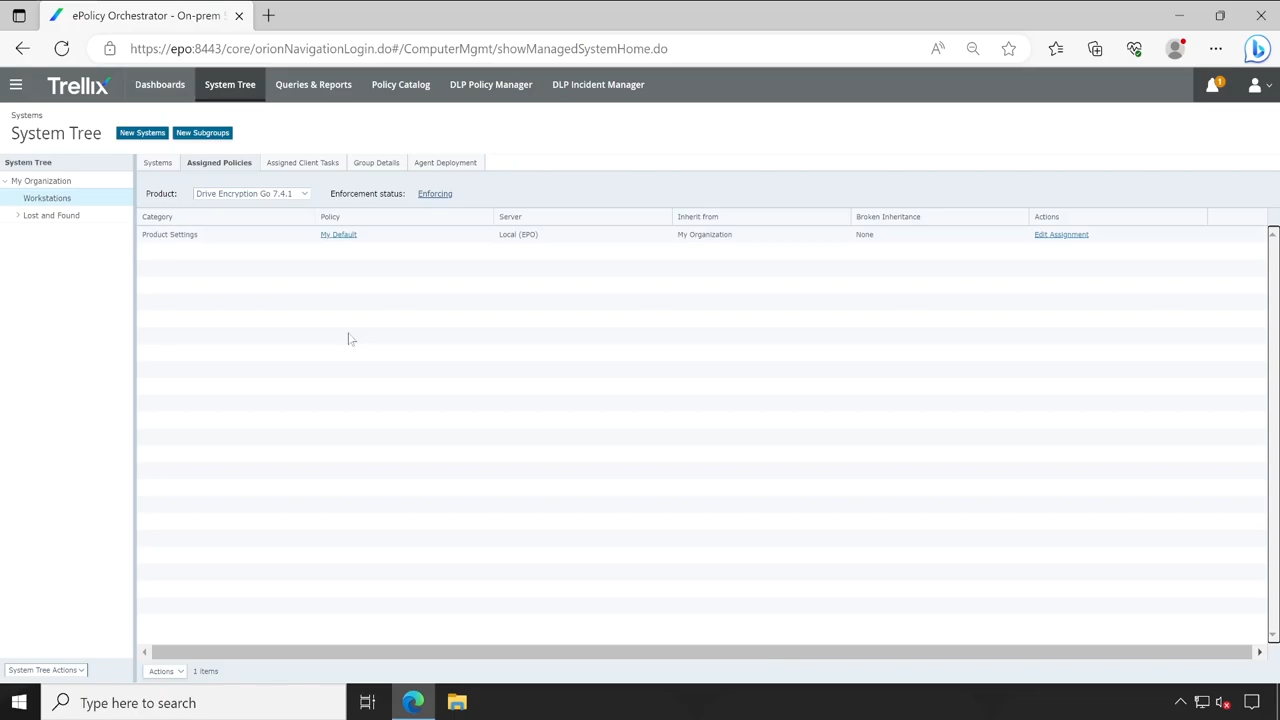 ePolicy Orchestrator - On-prem
https://epo:8443/core/orionNavigationLogin.do#/ComputerMgmt/showManagedSystemHome.do
Trellix
Dashboards
System Tree
Queries & Reports
Policy Catalog
DLP Policy Manager
DLP Incident Manager
1
Systems
System Tree
New Systems
New Subgroups
System Tree
Systems
Assigned Policies
Assigned Client Tasks
Group Details
Agent Deployment
My Organization
Workstations
Lost and Found
Product:
Drive Encryption Go 7.4.1
Enforcement status:
Enforcing
Category
Policy
Server
Inherit from
Broken Inheritance
Actions
Product Settings
My Default
Local (EPO)
My Organization
None
Edit Assignment
System Tree Actions
Actions
1 items
Type here to search